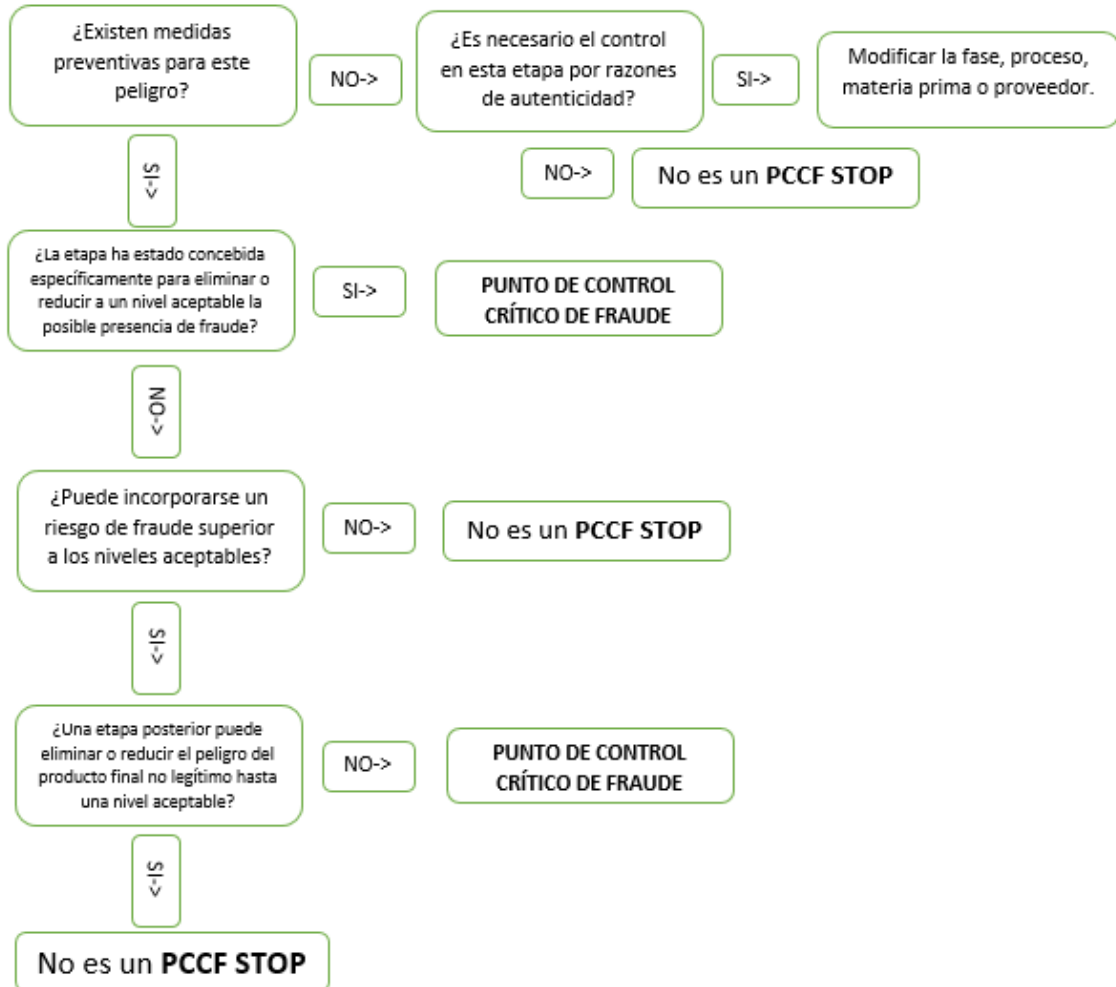 ¿Existen medidas
preventivas para este
peligro?
NO->
¿Es necesario el control
en esta etapa por razones
de autenticidad?
SI->
Modificar la fase, proceso,
materia prima o proveedor.
SI->
NO->
No es un PCCF STOP
¿La etapa ha estado concebida
específicamente para eliminar o
reducir a un nivel aceptable la
posible presencia de fraude?
SI->
PUNTO DE CONTROL
CRÍTICO DE FRAUDE
NO->
¿Puede incorporarse un
riesgo de fraude superior
a los niveles aceptables?
NO->
No es un PCCF STOP
SI->
¿Una etapa posterior puede
eliminar o reducir el peligro del
producto final no legítimo hasta
una nivel aceptable?
NO->
PUNTO DE CONTROL
CRÍTICO DE FRAUDE
SI->
No es un PCCF STOP